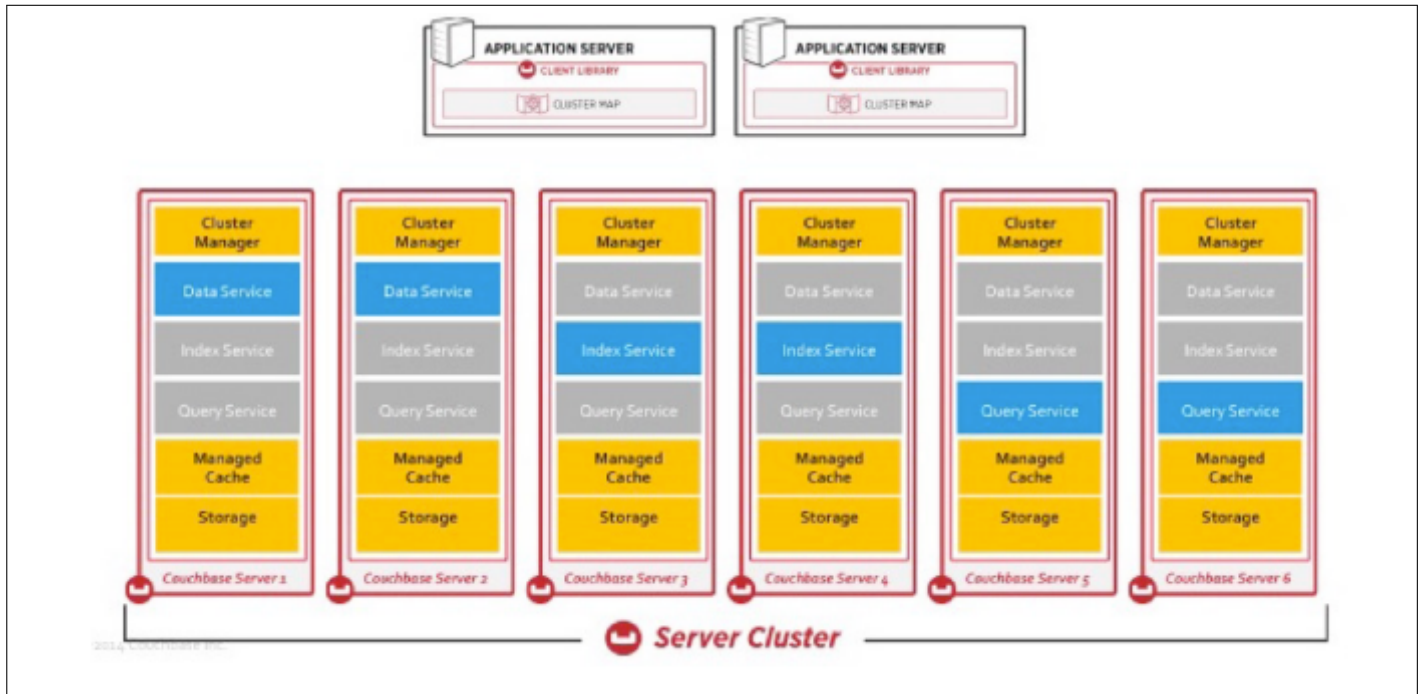 APPLICATION SERVER
CLIENT LIBRARY
CLUSTER MAP
APPLICATION SERVER
CLIENT LIBRARY
CLUSTER MAP
Cluster
Manager
Data Service
Index Service
Query Service
Managed
Cache
Storage
Couchbase Server 1
Cluster
Manager
Data Service
Index Service
Query Service
Managed
Cache
Storage
Couchbase Server 2
Cluster
Manager
Data Service
Index Service
Query Service
Managed
Cache
Storage
Couchbase Server 3
Cluster
Manager
Data Service
Index Service
Query Service
Managed
Cache
Storage
Couchbase Server 4
Cluster
Manager
Data Service
Index Service
Query Service
Managed
Cache
Storage
Couchbase Server 5
Cluster
Manager
Data Service
Index Service
Query Service
Managed
Cache
Storage
Couchbase Server 6
Server Cluster
2014 Couchbase Inc.